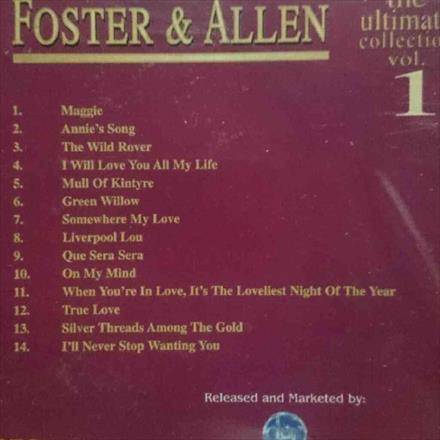 FOSTER & ALLEN
the
ultimate
collection
vol.
1
1. Maggie
2. Annie's Song
3. The Wild Rover
4. I Will Love You All My Life
5. Mull Of Kintyre
6. Green Willow
7. Somewhere My Love
8. Liverpool Lou
9. Que Sera Sera
10. On My Mind
11. When You're In Love, It's The Loveliest Night Of The Year
12. True Love
13. Silver Threads Among The Gold
14. I'll Never Stop Wanting You
Released and Marketed by: